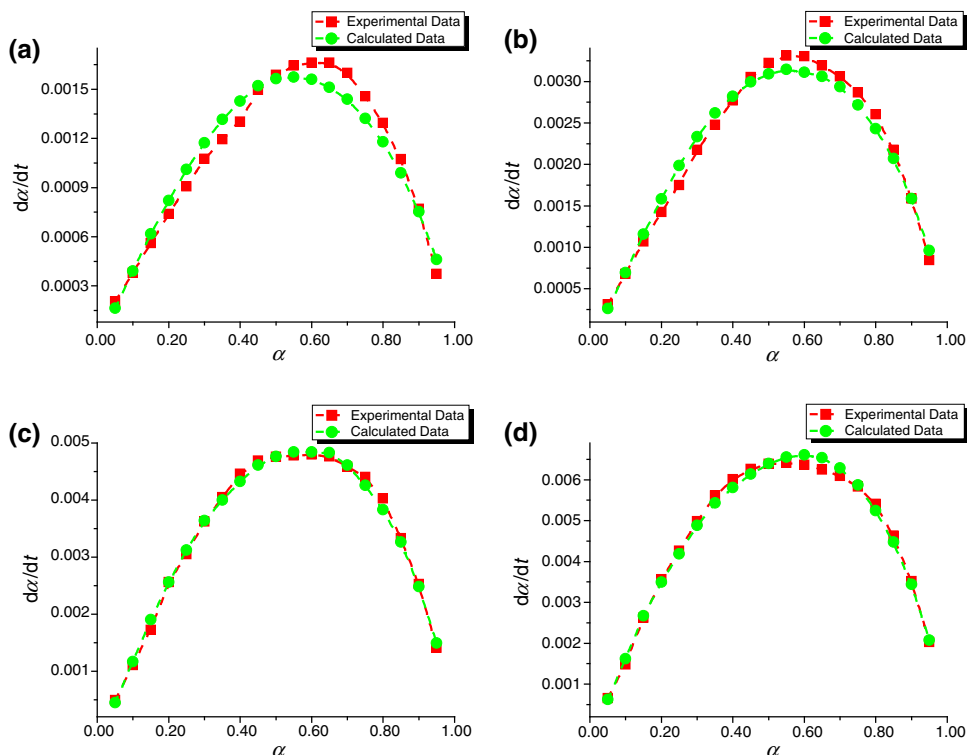 (a)
Experimental Data
Calculated Data
0.0015
0.0012
0.0009
0.0006
0.0003
dα/dt
0.00 0.20 0.40 0.60 0.80 1.00
α
(b)
Experimental Data
Calculated Data
0.0030
0.0025
0.0020
0.0015
0.0010
0.0005
dα/dt
0.00 0.20 0.40 0.60 0.80 1.00
α
(c)
Experimental Data
Calculated Data
0.005
0.004
0.003
0.002
0.001
dα/dt
0.00 0.20 0.40 0.60 0.80 1.00
α
(d)
Experimental Data
Calculated Data
0.006
0.005
0.004
0.003
0.002
0.001
dα/dt
0.00 0.20 0.40 0.60 0.80 1.00
α